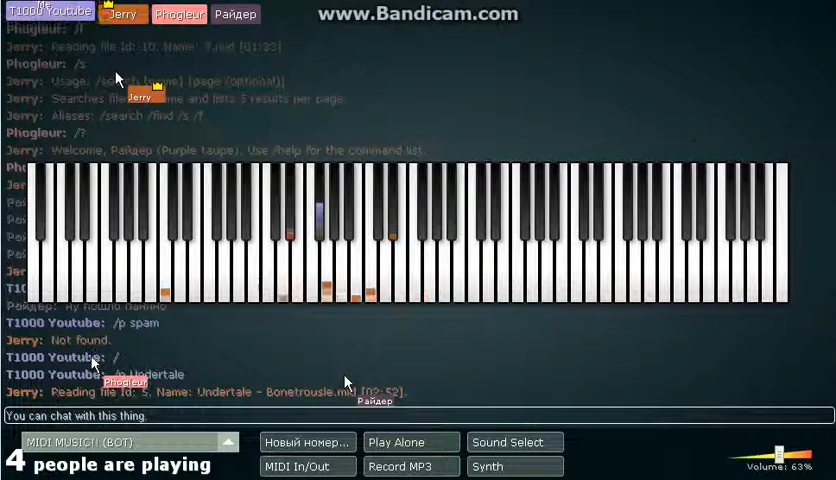 www.Bandicam.com
Me
T1000 Youtube Jerry Phogleur Райдер
Phogleur: /f
Jerry: Reading file Id: 10, Name: 7.mid [01:33]
Phogleur: /s
Jerry: Usage: /search [name] [page (optional)]
Jerry
Jerry: Searches and lists 5 results per page.
Jerry: Aliases: /search /find /s /f
Phogleur: /?
Jerry: Welcome, Райдер (Purple taupe). Use /help for the command list.
T1000 Youtube: /p spam
Jerry: Not found.
T1000 Youtube: /
T1000 Youtube: /p Undertale
Phogleur
Jerry: Reading file Id: 5, Name: Undertale - Bonetrousle.mid [02:52].
Райдер
You can chat with this thing.
MIDI MUSIC!! (BOT) Новый номер... Play Alone Sound Select
4 people are playing MIDI In/Out Record MP3 Synth
Volume: 63%